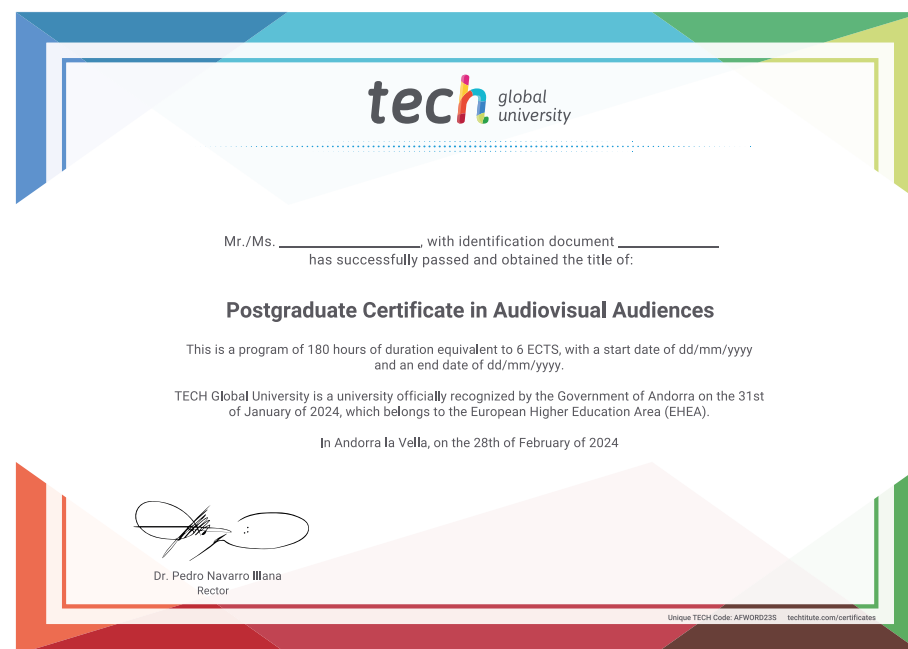 tech global
university
Mr./Ms. ____________, with identification document ____________
has successfully passed and obtained the title of:
Postgraduate Certificate in Audiovisual Audiences
This is a program of 180 hours of duration equivalent to 6 ECTS, with a start date of dd/mm/yyyy
and an end date of dd/mm/yyyy.
TECH Global University is a university officially recognized by the Government of Andorra on the 31st
of January of 2024, which belongs to the European Higher Education Area (EHEA).
In Andorra la Vella, on the 28th of February of 2024
Dr. Pedro Navarro Illana
Rector
Unique TECH Code: AFWORD23S techtitute.com/certificates